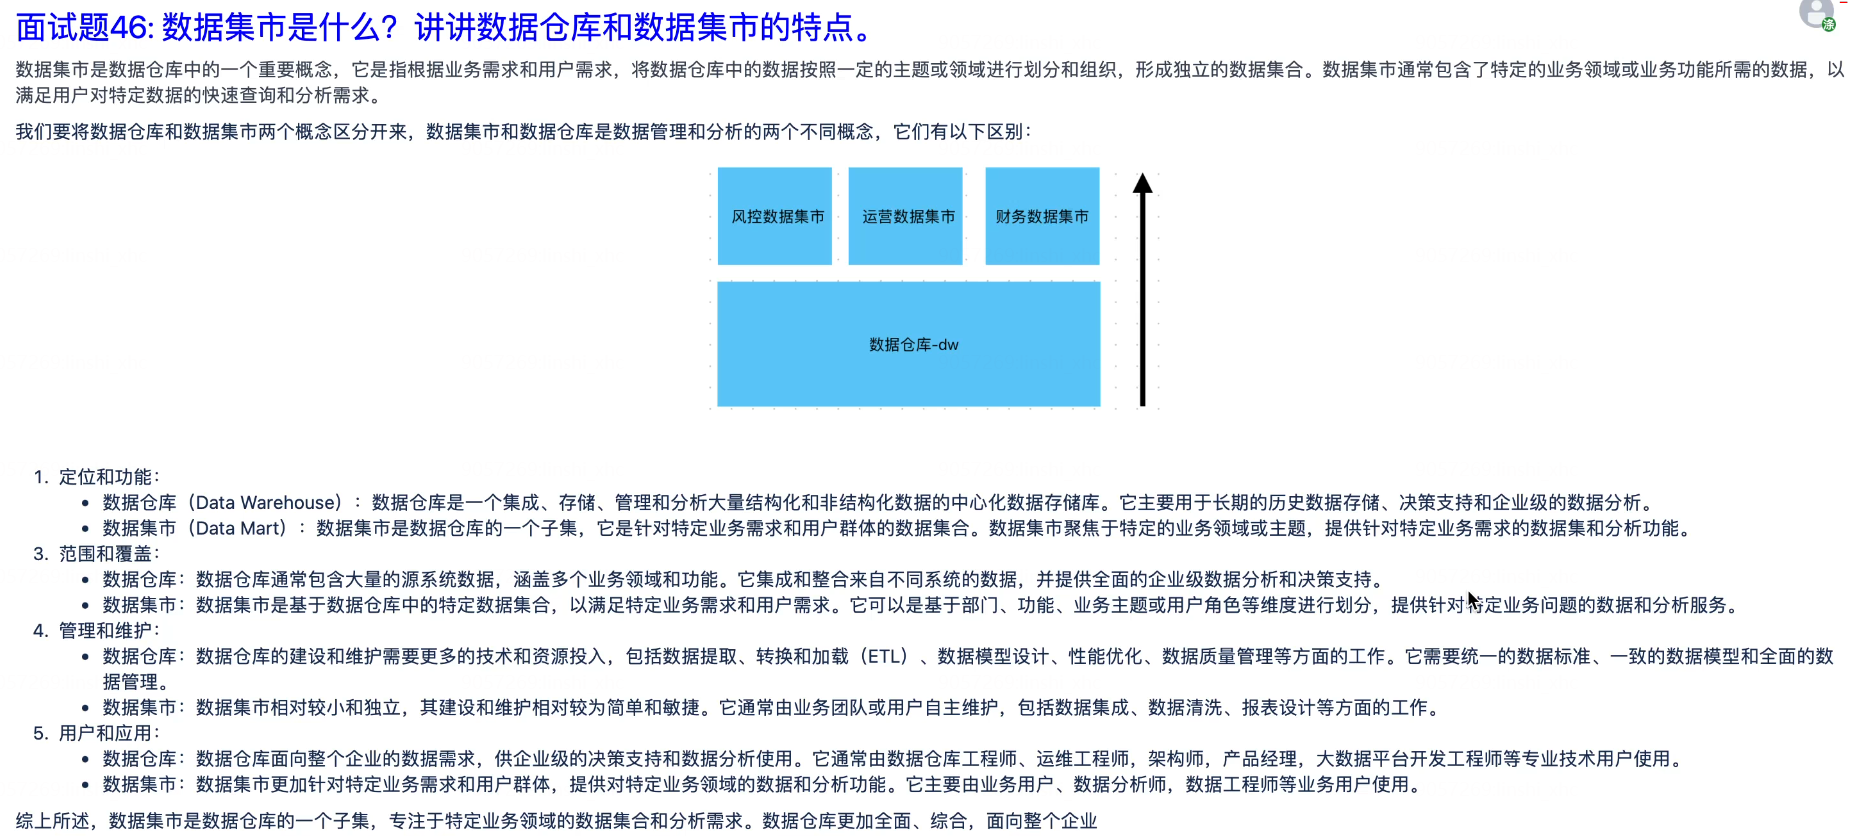 面试题46: 数据集市是什么？讲讲数据仓库和数据集市的特点。
数据集市是数据仓库中的一个重要概念，它是指根据业务需求和用户需求，将数据仓库中的数据按照一定的主题或领域进行划分和组织，形成独立的数据集合。数据集市通常包含了特定的业务领域或业务功能所需的数据，以
满足用户对特定数据的快速查询和分析需求。
我们要将数据仓库和数据集市两个概念区分开来，数据集市和数据仓库是数据管理和分析的两个不同概念，它们有以下区别：
风控数据集市 运营数据集市 财务数据集市
数据仓库-dw
1. 定位和功能：
• 数据仓库（Data Warehouse）：数据仓库是一个集成、存储、管理和分析大量结构化和非结构化数据的中心化数据存储库。它主要用于长期的历史数据存储、决策支持和企业级的数据分析。
• 数据集市（Data Mart）：数据集市是数据仓库的一个子集，它是针对特定业务需求和用户群体的数据集合。数据集市聚焦于特定的业务领域或主题，提供针对特定业务需求的数据集和分析功能。
3. 范围和覆盖：
• 数据仓库：数据仓库通常包含大量的源系统数据，涵盖多个业务领域和功能。它集成和整合来自不同系统的数据，并提供全面的企业级数据分析和决策支持。
• 数据集市：数据集市是基于数据仓库中的特定数据集合，以满足特定业务需求和用户需求。它可以是基于部门、功能、业务主题或用户角色等维度进行划分，提供针对特定业务问题的数据和分析服务。
4. 管理和维护：
• 数据仓库：数据仓库的建设和维护需要更多的技术和资源投入，包括数据提取、转换和加载（ETL）、数据模型设计、性能优化、数据质量管理等方面的工作。它需要统一的数据标准、一致的数据模型和全面的数
据管理。
• 数据集市：数据集市相对较小和独立，其建设和维护相对较为简单和敏捷。它通常由业务团队或用户自主维护，包括数据集成、数据清洗、报表设计等方面的工作。
5. 用户和应用：
• 数据仓库：数据仓库面向整个企业的数据需求，供企业级的决策支持和数据分析使用。它通常由数据仓库工程师、运维工程师，架构师，产品经理，大数据平台开发工程师等专业技术用户使用。
• 数据集市：数据集市更加针对特定业务需求和用户群体，提供对特定业务领域的数据和分析功能。它主要由业务用户、数据分析师，数据工程师等业务用户使用。
综上所述，数据集市是数据仓库的一个子集，专注于特定业务领域的数据集合和分析需求。数据仓库更加全面、综合，面向整个企业